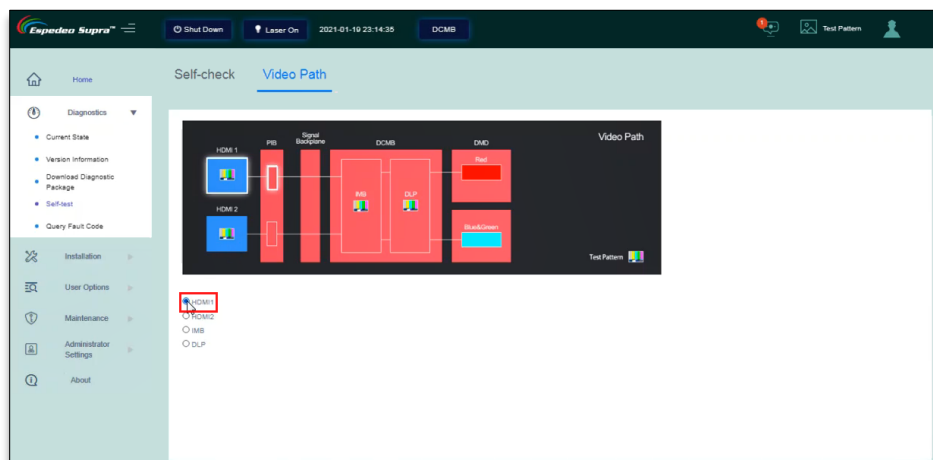 Espedeo Supra™
Shut Down
Laser On
2021-01-19 23:14:35
DCMB
1
Test Pattern
Home
Diagnostics
Current State
Version Information
Download Diagnostic
Package
Self-test
Query Fault Code
Installation
User Options
Maintenance
Administrator
Settings
About
Self-check
Video Path
HDMI 1
PIB
Signal
Backplane
DCMB
DMD
Video Path
Red
IMB
DLP
HDMI 2
Blue&Green
Test Pattern
HDMI1
HDMI2
IMB
DLP